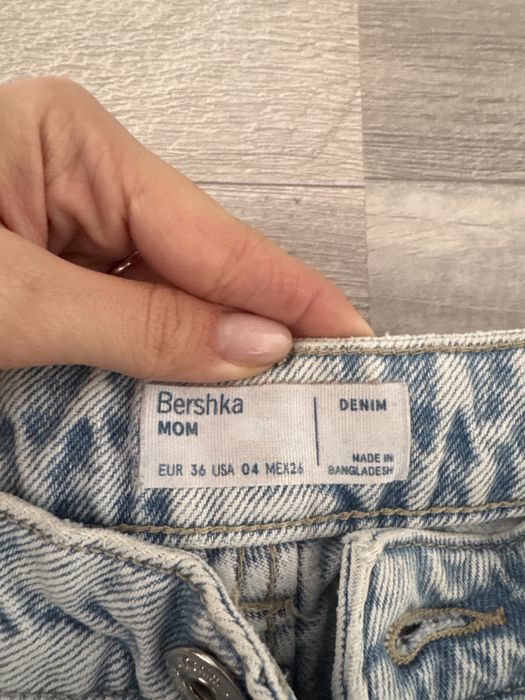 Bershka
MOM
DENIM
EUR 36 USA 04 MEX26
MADE IN
BANGLADESH